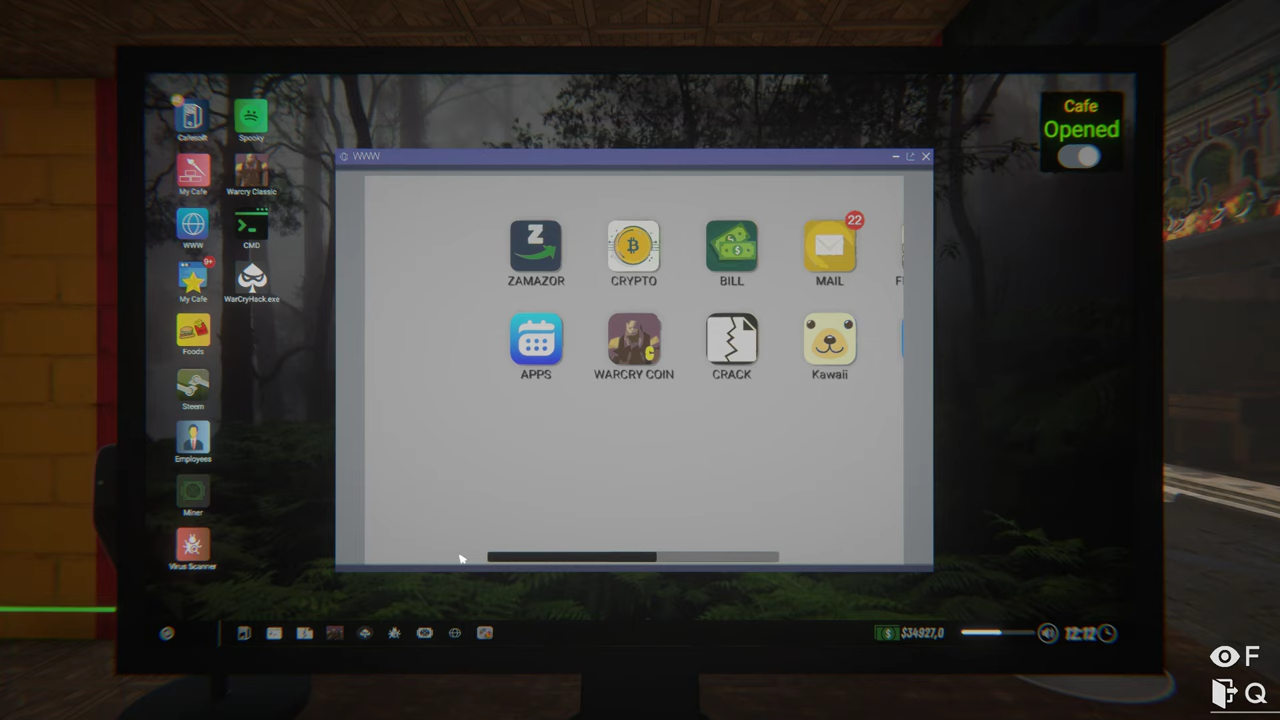 Cafesoft
Spooky
My Cafe
Warcry Classic
WWW
CMD
9+
My Cafe
WarCryHack.exe
Foods
Steem
Employees
Miner
Virus Scanner
WWW
Z
ZAMAZOR
CRYPTO
BILL
22
MAIL
APPS
WARCRY COIN
CRACK
Kawaii
Cafe
Opened
$34927,0
12:12
F
Q